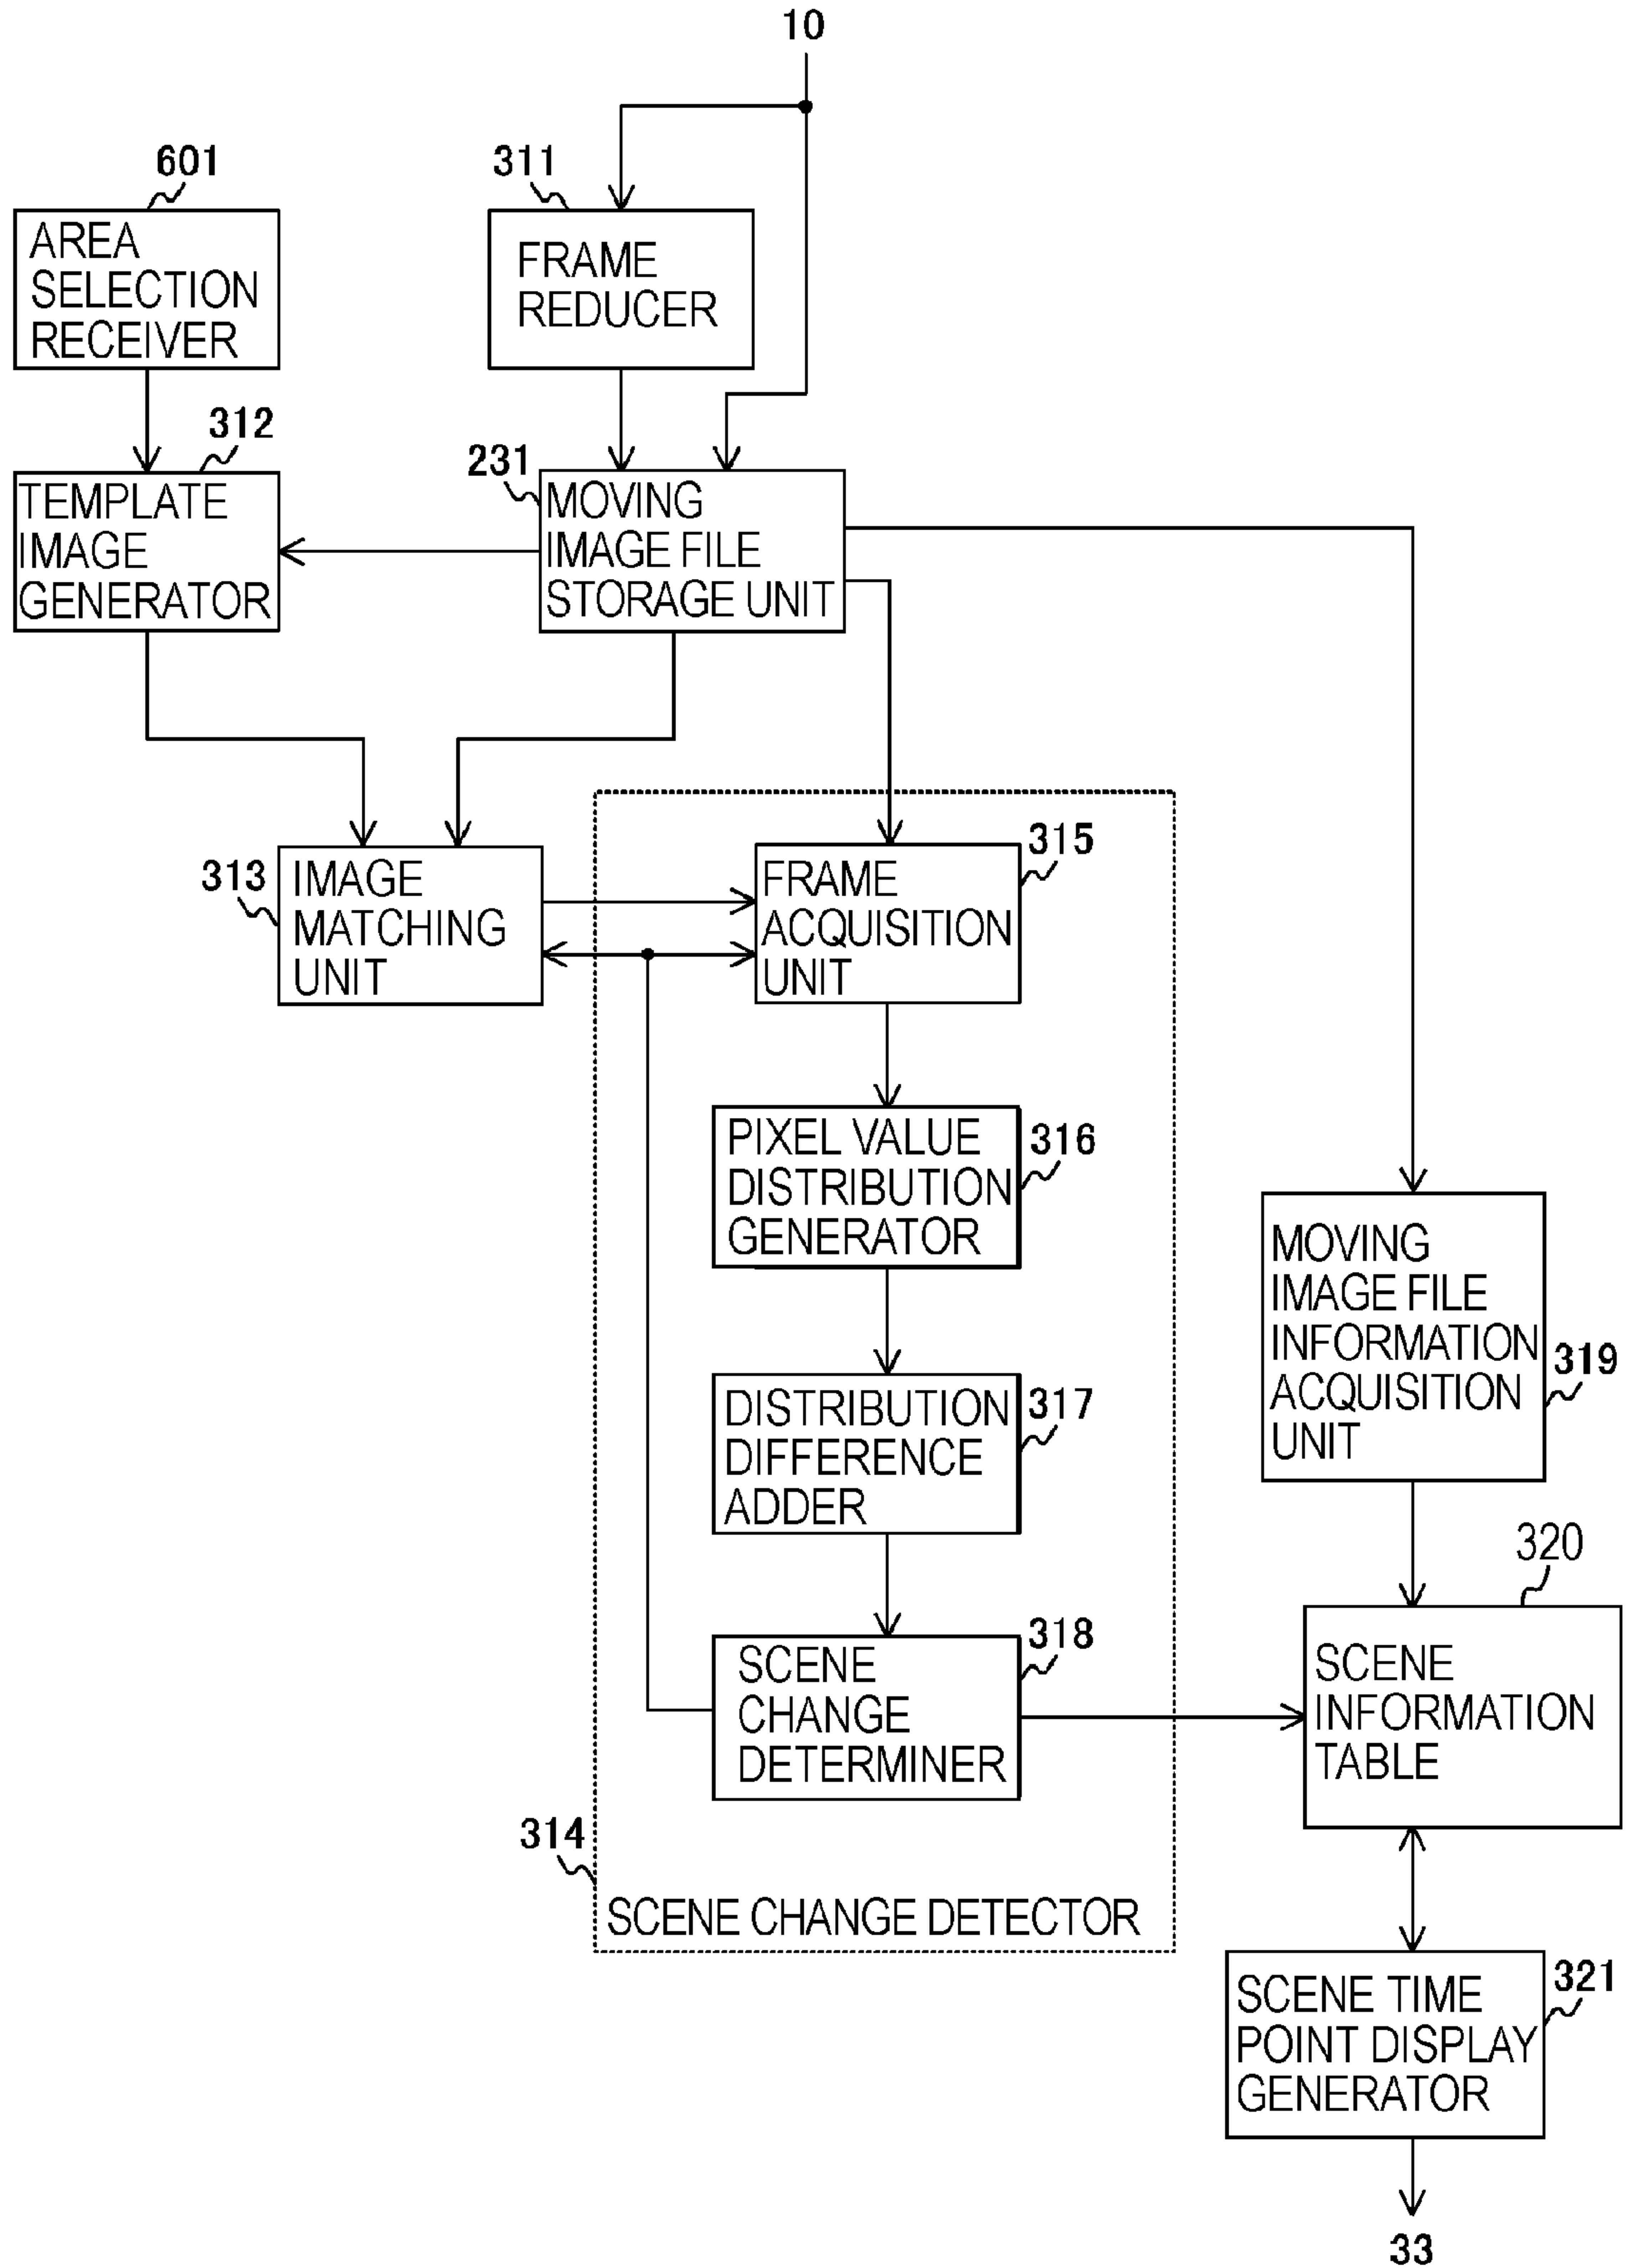 10
601
AREA
SELECTION
RECEIVER
311
FRAME
REDUCER
312
TEMPLATE
IMAGE
GENERATOR
231
MOVING
IMAGE FILE
STORAGE UNIT
313
IMAGE
MATCHING
UNIT
315
FRAME
ACQUISITION
UNIT
316
PIXEL VALUE
DISTRIBUTION
GENERATOR
317
DISTRIBUTION
DIFFERENCE
ADDER
318
SCENE
CHANGE
DETERMINER
314
SCENE CHANGE DETECTOR
319
MOVING
IMAGE FILE
INFORMATION
ACQUISITION
UNIT
320
SCENE
INFORMATION
TABLE
321
SCENE TIME
POINT DISPLAY
GENERATOR
33